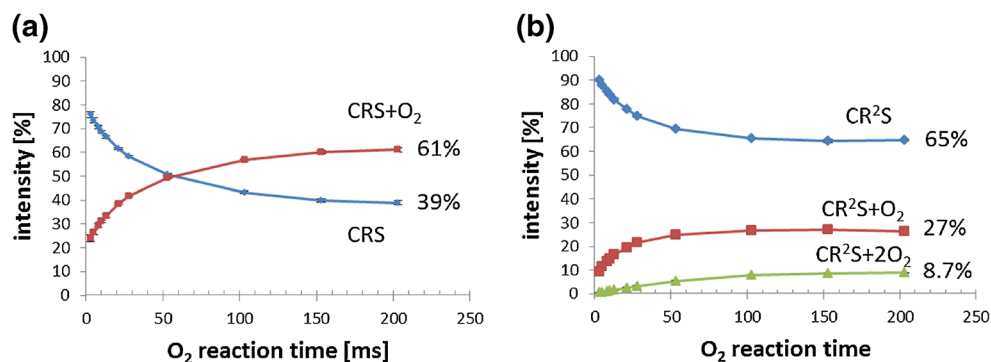 (a)
intensity [%]
100
90
80
70
60
50
40
30
20
10
0
CRS+O₂
61%
39%
CRS
0 50 100 150 200 250
O₂ reaction time [ms]
(b)
intensity [%]
100
90
80
70
60
50
40
30
20
10
0
CR²S
65%
CR²S+O₂
27%
CR²S+2O₂
8.7%
0 50 100 150 200 250
O₂ reaction time